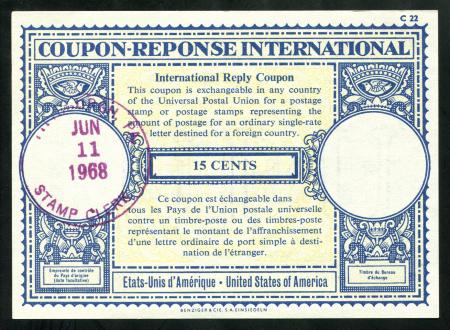 C 22
COUPON-REPONSE INTERNATIONAL
International Reply Coupon
This coupon is exchangeable in any country
of the Universal Postal Union for a postage
stamp or postage stamps representing the
amount of postage for an ordinary single-rate
letter destined for a foreign country.
JUN
11
1968
STAMP CLERK
15 CENTS
Ce coupon est échangeable dans
tous les Pays de l'Union postale universelle
contre un timbre-poste ou des timbres-poste
représentant le montant de l'affranchissement
d'une lettre ordinaire de port simple à desti-
nation de l'étranger.
Empreinte de contrôle
du Pays d'origine
(date facultative)
Timbre du Bureau
d'échange
Etats-Unis d'Amérique · United States of America
BENZIGER & CIE. S.A. EINSIEDELN